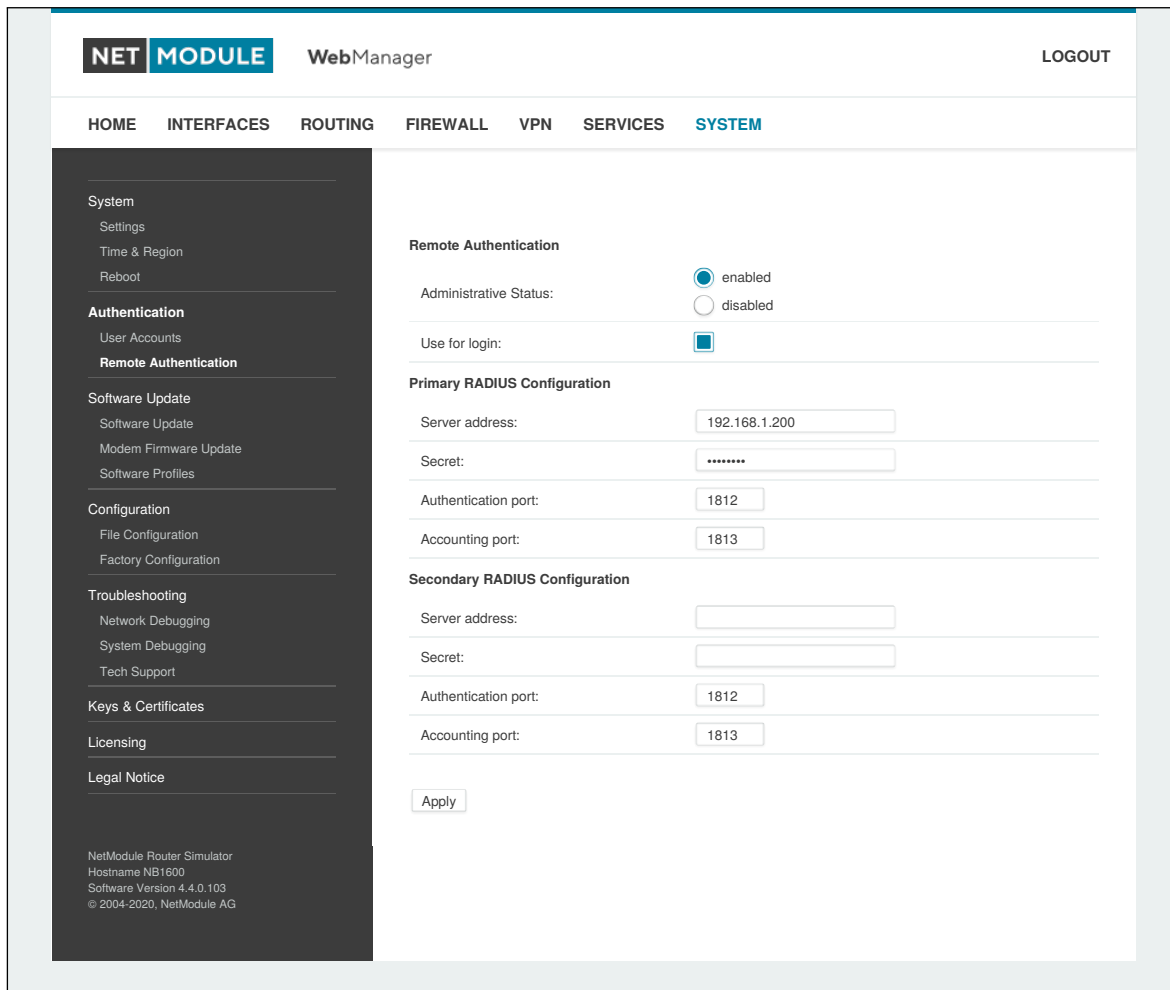 NET MODULE WebManager LOGOUT
HOME INTERFACES ROUTING FIREWALL VPN SERVICES SYSTEM
System
Settings
Time & Region
Reboot
Authentication
User Accounts
Remote Authentication
Software Update
Software Update
Modem Firmware Update
Software Profiles
Configuration
File Configuration
Factory Configuration
Troubleshooting
Network Debugging
System Debugging
Tech Support
Keys & Certificates
Licensing
Legal Notice
NetModule Router Simulator
Hostname NB1600
Software Version 4.4.0.103
© 2004-2020, NetModule AG
Remote Authentication
Administrative Status: enabled
disabled
Use for login:
Primary RADIUS Configuration
Server address: 192.168.1.200
Secret: ••••••••
Authentication port: 1812
Accounting port: 1813
Secondary RADIUS Configuration
Server address:
Secret:
Authentication port: 1812
Accounting port: 1813
Apply